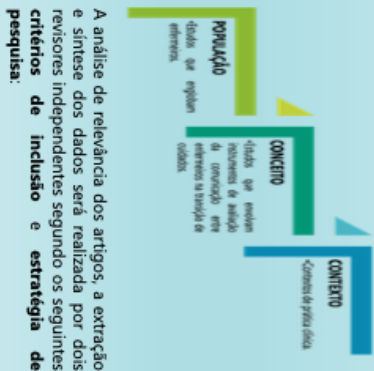 POPULAÇÃO
•Estudos que englobam
enfermeiros.
CONCEITO
•Estudos que envolvam
instrumentos de avaliação
da comunicação entre
enfermeiros na transição de
cuidados.
CONTEXTO
•Contextos de prática clínica.
A análise de relevância dos artigos, a extração
e síntese dos dados será realizada por dois
revisores independentes segundo os seguintes
critérios de inclusão e estratégia de
pesquisa: